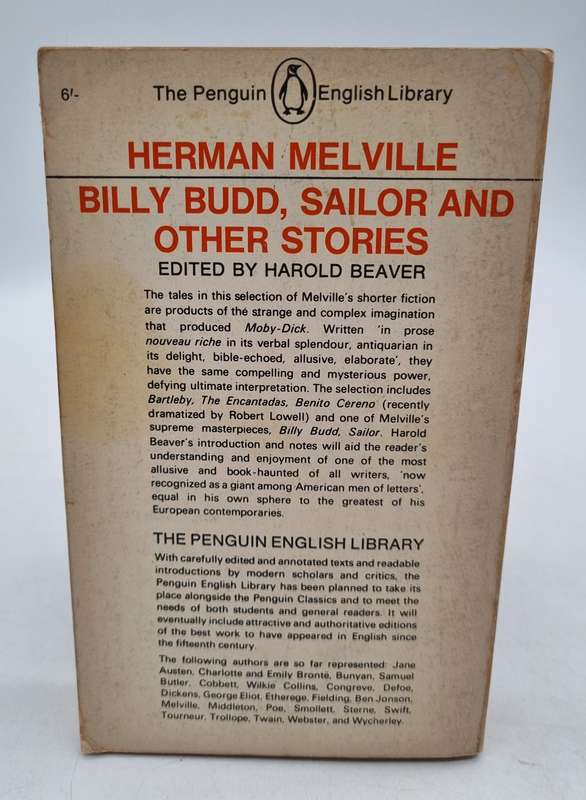 6'-
The Penguin English Library
HERMAN MELVILLE
BILLY BUDD, SAILOR AND
OTHER STORIES
EDITED BY HAROLD BEAVER
The tales in this selection of Melville's shorter fiction
are products of the strange and complex imagination
that produced Moby-Dick. Written 'in prose
nouveau riche in its verbal splendour, antiquarian in
its delight, bible-echoed, allusive, elaborate', they
have the same compelling and mysterious power,
defying ultimate interpretation. The selection includes
Bartleby, The Encantadas, Benito Cereno (recently
dramatized by Robert Lowell) and one of Melville's
supreme masterpieces, Billy Budd, Sailor. Harold
Beaver's introduction and notes will aid the reader's
understanding and enjoyment of one of the most
allusive and book-haunted of all writers, 'now
recognized as a giant among American men of letters',
equal in his own sphere to the greatest of his
European contemporaries.
THE PENGUIN ENGLISH LIBRARY
With carefully edited and annotated texts and readable
introductions by modern scholars and critics, the
Penguin English Library has been planned to take its
place alongside the Penguin Classics and to meet the
needs of both students and general readers. It will
eventually include attractive and authoritative editions
of the best work to have appeared in English since
the fifteenth century.
The following authors are so far represented: Jane
Austen, Charlotte and Emily Brontë, Bunyan, Samuel
Butler, Cobbett, Wilkie Collins, Congreve, Defoe,
Dickens, George Eliot, Etherege, Fielding, Ben Jonson,
Melville, Middleton, Poe, Smollett, Sterne, Swift,
Tourneur, Trollope, Twain, Webster, and Wycherley.